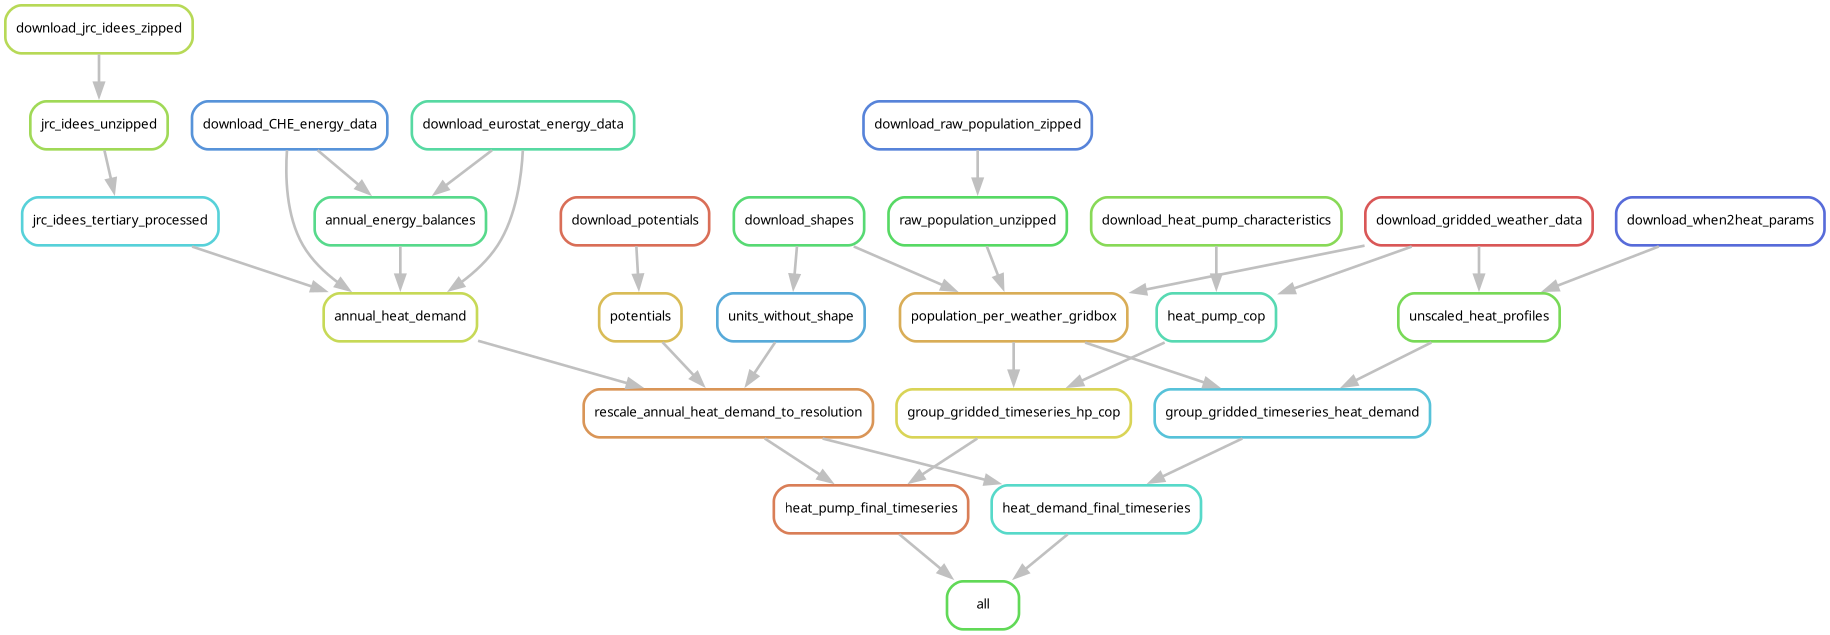 download_jrc_idees_zipped
jrc_idees_unzipped
download_CHE_energy_data
download_eurostat_energy_data
download_raw_population_zipped
jrc_idees_tertiary_processed
annual_energy_balances
download_potentials
download_shapes
raw_population_unzipped
download_heat_pump_characteristics
download_gridded_weather_data
download_when2heat_params
annual_heat_demand
potentials
units_without_shape
population_per_weather_gridbox
heat_pump_cop
unscaled_heat_profiles
rescale_annual_heat_demand_to_resolution
group_gridded_timeseries_hp_cop
group_gridded_timeseries_heat_demand
heat_pump_final_timeseries
heat_demand_final_timeseries
all